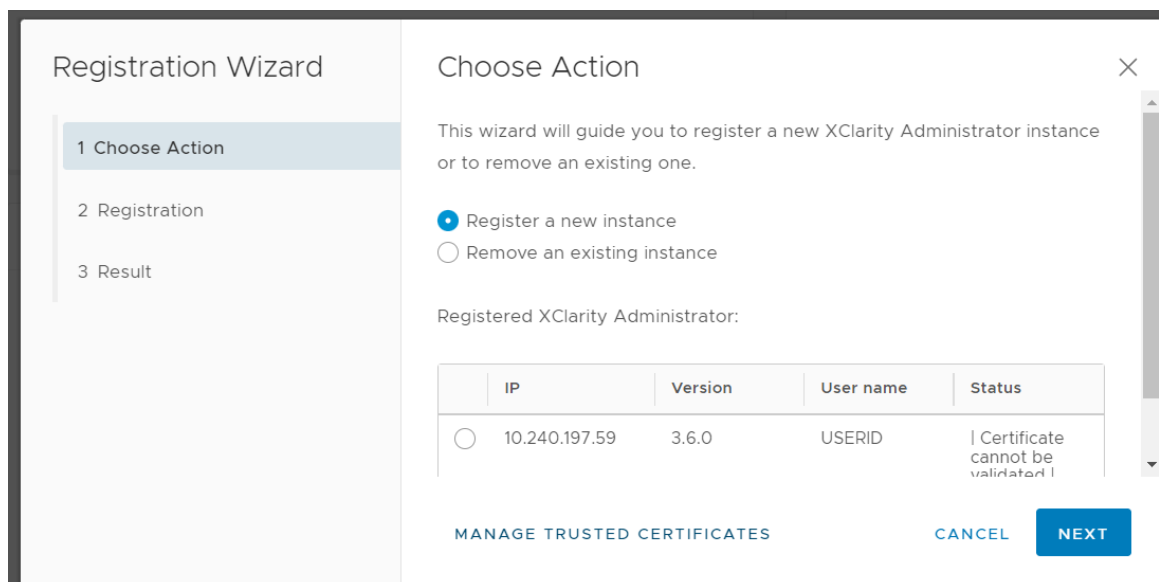 Registration Wizard
1 Choose Action
2 Registration
3 Result
Choose Action
This wizard will guide you to register a new XClarity Administrator instance
or to remove an existing one.
Register a new instance
Remove an existing instance
Registered XClarity Administrator:
IP Version User name Status
10.240.197.59 3.6.0 USERID | Certificate
cannot be
validated |
MANAGE TRUSTED CERTIFICATES
CANCEL NEXT